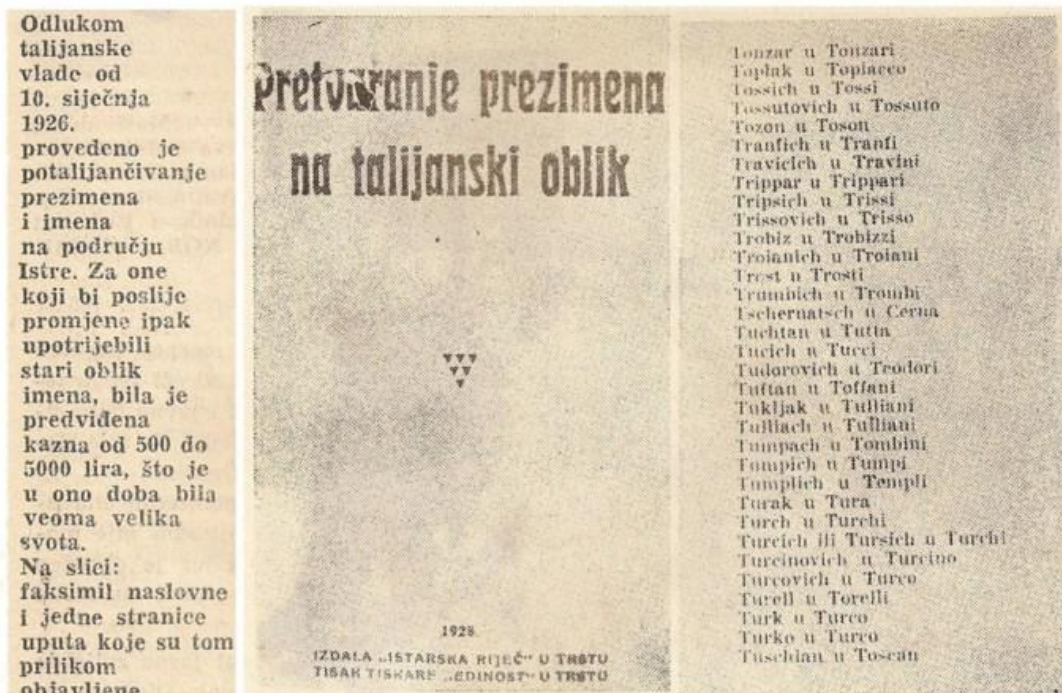 Odlukom
talijanske
vlade od
10. siječnja
1926.
provedeno je
potalijančivanje
prezimena
i imena
na području
Istre. Za one
koji bi poslije
promjene ipak
upotrijebili
stari oblik
imena, bila je
predviđena
kazna od 500 do
5000 lira, što je
u ono doba bila
veoma velika
svota.
Na slici:
faksimil naslovne
i jedne stranice
uputa koje su tom
prilikom
objavljene
Pretvaranje prezimena
na talijanski oblik
1928
IZDALA „ISTARSKA RIJEČ" U TRSTU
TISAK TISKARE „EDINOST" U TRSTU
Tonzar u Tonzari
Toplak u Topiacco
Tossich u Tossi
Tossutovich u Tossuto
Tozon u Toson
Tranfich u Tranfi
Travicich u Travini
Trippar u Trippari
Tripsich u Trissi
Trissovich u Trisso
Trobiz u Trobizzi
Troianich u Troiani
Trost u Trosti
Trumbich u Trombi
Tschernatsch u Cerna
Tuchtan u Tutta
Tucich u Tucci
Tudorovich u Teodori
Tuftan u Toffani
Tukljak u Tulliani
Tulliach u Tulliani
Tumpach u Tombini
Tumpich u Tumpi
Tumplich u Templi
Turak u Tura
Turch u Turchi
Turcich ili Tursich u Turchi
Turcinovich u Turcino
Turcovich u Turco
Turell u Torelli
Turk u Turco
Turko u Turco
Tuschlan u Toscan